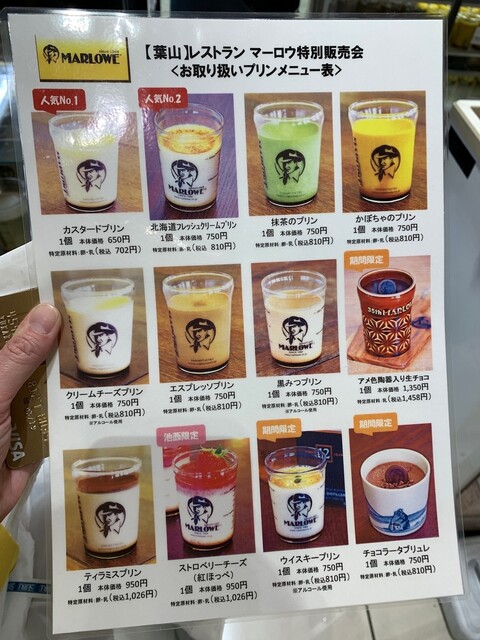 SINCE 1984
MARLOWE
【葉山】レストラン マーロウ特別販売会
<お取り扱いプリンメニュー表>
人気No.1
人気No.2
カスタードプリン
1個 本体価格 650円
特定原材料:卵・乳(税込 702円)
北海道フレッシュクリームプリン
1個 本体価格 750円
特定原材料:卵・乳(税込 810円)
抹茶のプリン
1個 本体価格 750円
特定原材料:卵・乳(税込810円)
かぼちゃのプリン
1個 本体価格 750円
特定原材料:卵・乳(税込810円)
期間限定
クリームチーズプリン
1個 本体価格 750円
特定原材料:卵・乳(税込810円)
エスプレッソプリン
1個 本体価格 750円
特定原材料:卵・乳(税込810円)
※アルコール使用
黒みつプリン
1個 本体価格 750円
特定原材料:卵・乳(税込810円)
※アルコール使用
アメ色陶器入り生チョコ
1個 本体価格 1,350円
特定原材料:乳(税込1,458円)
池西限定
期間限定
期間限定
ティラミスプリン
1個 本体価格 950円
特定原材料:卵・乳(税込1,026円)
ストロベリーチーズ
(紅ほっぺ)
1個 本体価格 950円
特定原材料:卵・乳(税込1,026円)
ウイスキープリン
1個 本体価格 750円
特定原材料:卵・乳(税込810円)
※アルコール使用
チョコラータブリュレ
1個 本体価格 750円
特定原材料:卵・乳(税込810円)
MARLOWE
MARLOWE
MARLOWE
MARLOWE
VISA